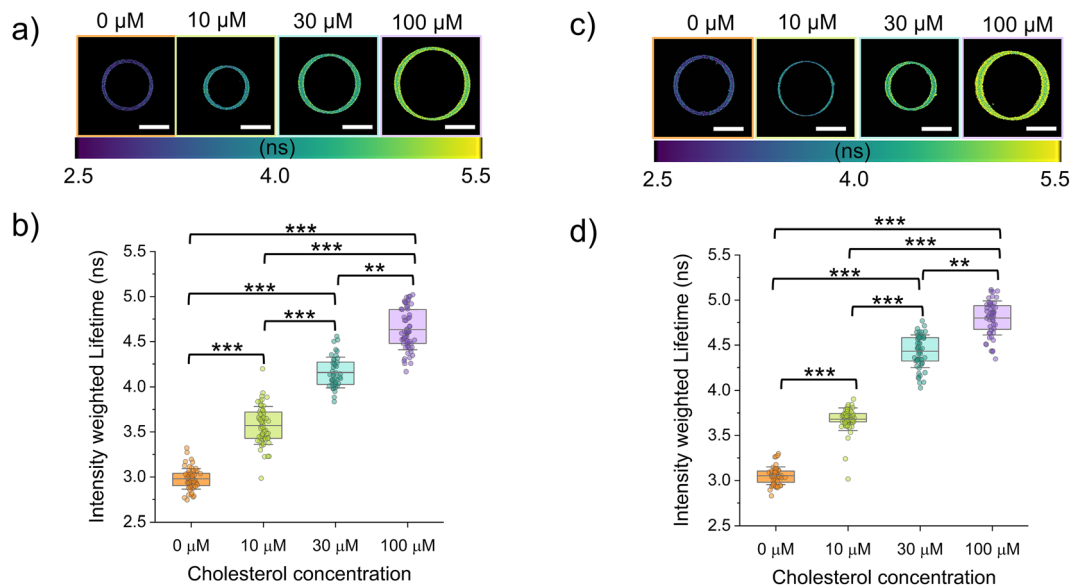 a)
0 μM 10 μM 30 μM 100 μM
(ns)
2.5 4.0 5.5
b)
Intensity weighted Lifetime (ns)
5.5
5.0
4.5
4.0
3.5
3.0
2.5
***
***
*** **
***
***
0 μM 10 μM 30 μM 100 μM
Cholesterol concentration
c)
0 μM 10 μM 30 μM 100 μM
(ns)
2.5 4.0 5.5
d)
Intensity weighted Lifetime (ns)
5.5
5.0
4.5
4.0
3.5
3.0
2.5
***
***
*** **
***
***
0 μM 10 μM 30 μM 100 μM
Cholesterol concentration